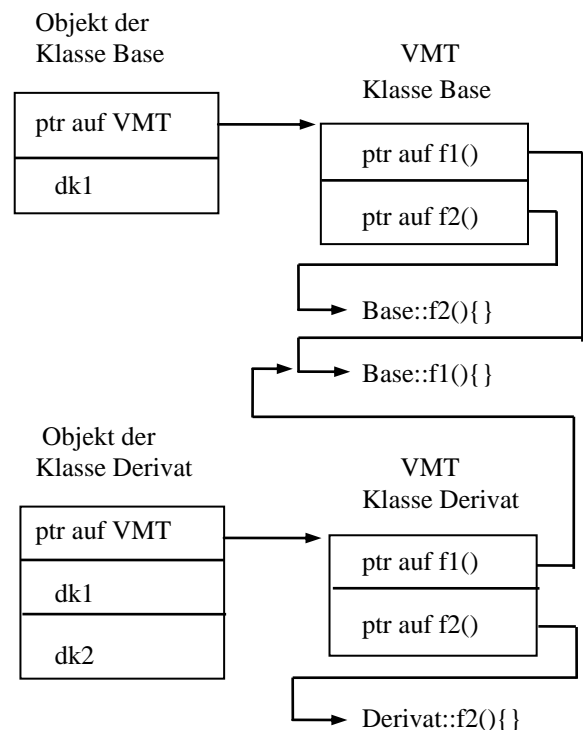 Objekt der
Klasse Base
VMT
Klasse Base
ptr auf VMT
dk1
ptr auf f1()
ptr auf f2()
Base::f2(){}
Base::f1(){}
Objekt der
Klasse Derivat
VMT
Klasse Derivat
ptr auf VMT
dk1
dk2
ptr auf f1()
ptr auf f2()
Derivat::f2(){}